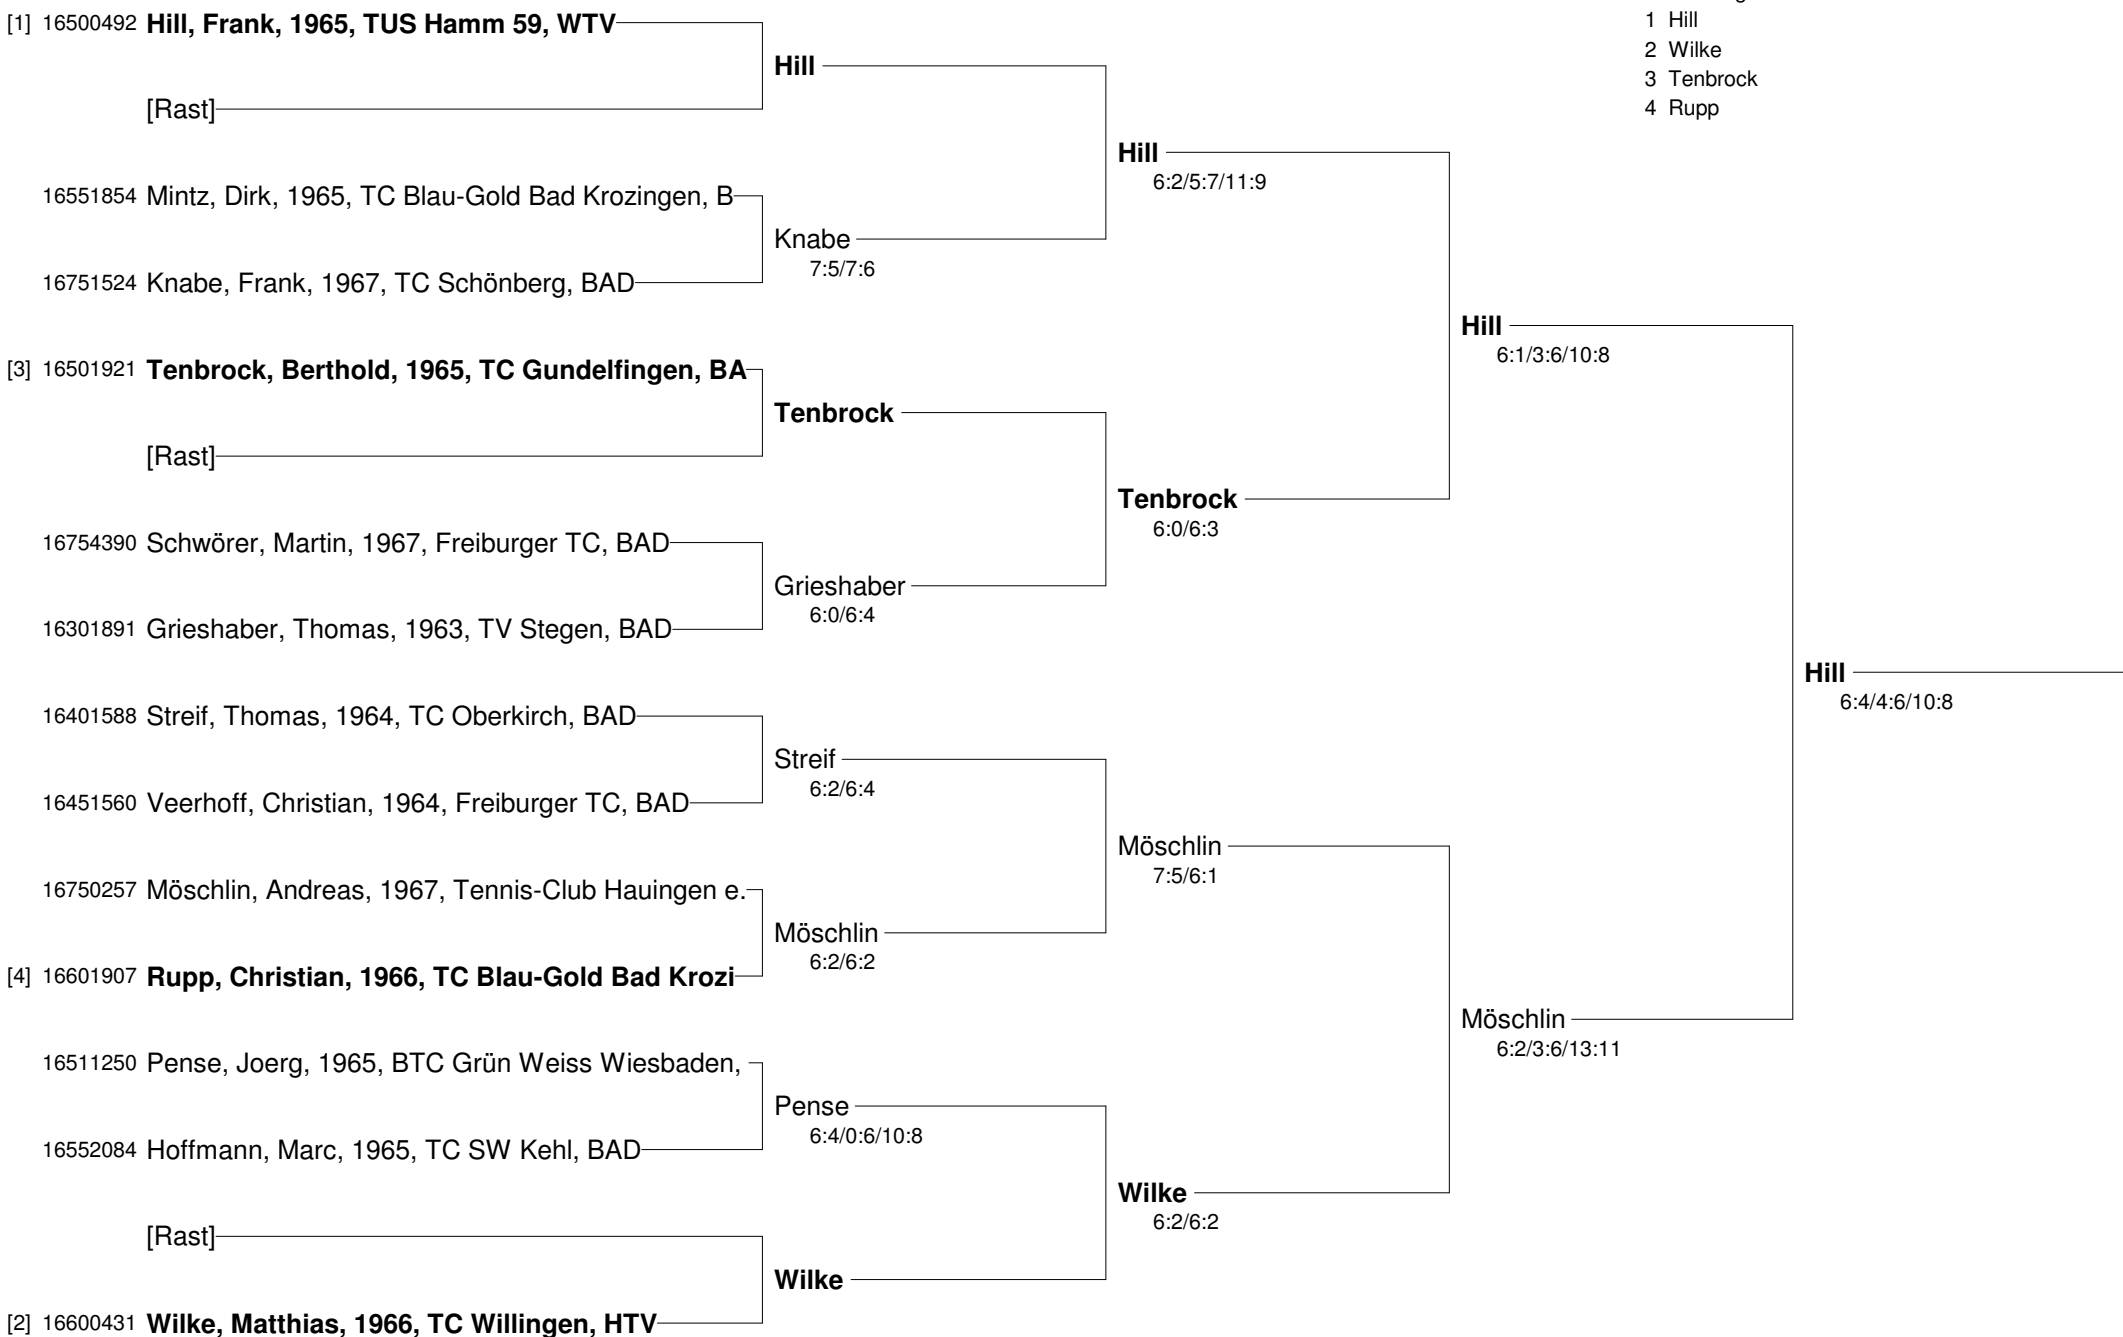 [1] 16500492 Hill, Frank, 1965, TUS Hamm 59, WTV
[Rast]
16551854 Mintz, Dirk, 1965, TC Blau-Gold Bad Krozingen, B
16751524 Knabe, Frank, 1967, TC Schönberg, BAD
[3] 16501921 Tenbrock, Berthold, 1965, TC Gundelfingen, BA
[Rast]
16754390 Schwörer, Martin, 1967, Freiburger TC, BAD
16301891 Grieshaber, Thomas, 1963, TV Stegen, BAD
16401588 Streif, Thomas, 1964, TC Oberkirch, BAD
16451560 Veerhoff, Christian, 1964, Freiburger TC, BAD
16750257 Möschlin, Andreas, 1967, Tennis-Club Hauingen e.
[4] 16601907 Rupp, Christian, 1966, TC Blau-Gold Bad Krozi
16511250 Pense, Joerg, 1965, BTC Grün Weiss Wiesbaden,
16552084 Hoffmann, Marc, 1965, TC SW Kehl, BAD
[Rast]
[2] 16600431 Wilke, Matthias, 1966, TC Willingen, HTV
Hill
Knabe
7:5/7:6
Tenbrock
Grieshaber
6:0/6:4
Streif
6:2/6:4
Möschlin
6:2/6:2
Pense
6:4/0:6/10:8
Wilke
Hill
6:2/5:7/11:9
Tenbrock
6:0/6:3
Möschlin
7:5/6:1
Wilke
6:2/6:2
Hill
6:1/3:6/10:8
Möschlin
6:2/3:6/13:11
Hill
6:4/4:6/10:8
1 Hill
2 Wilke
3 Tenbrock
4 Rupp